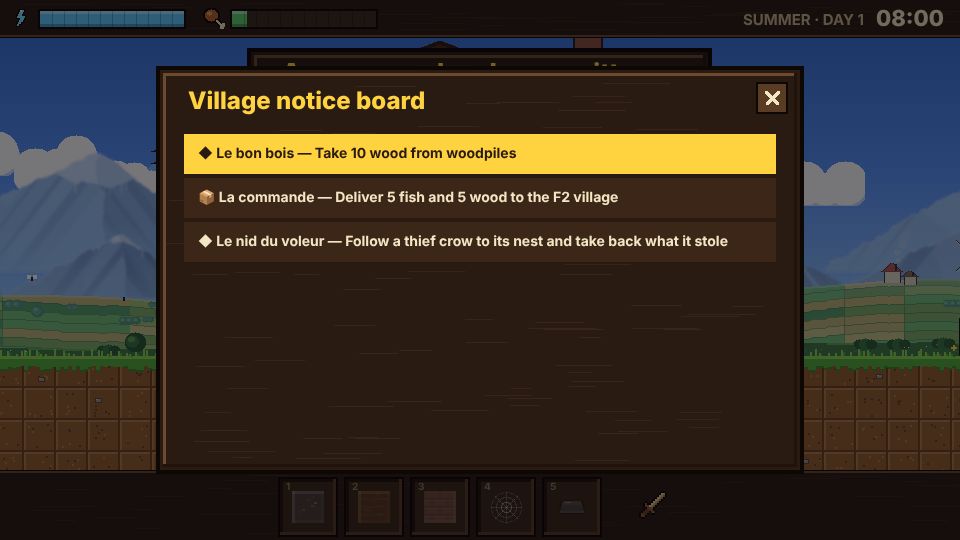 SUMMER · DAY 1 08:00
Village notice board
◆ Le bon bois — Take 10 wood from woodpiles
📦 La commande — Deliver 5 fish and 5 wood to the F2 village
◆ Le nid du voleur — Follow a thief crow to its nest and take back what it stole
1 2 3 4 5